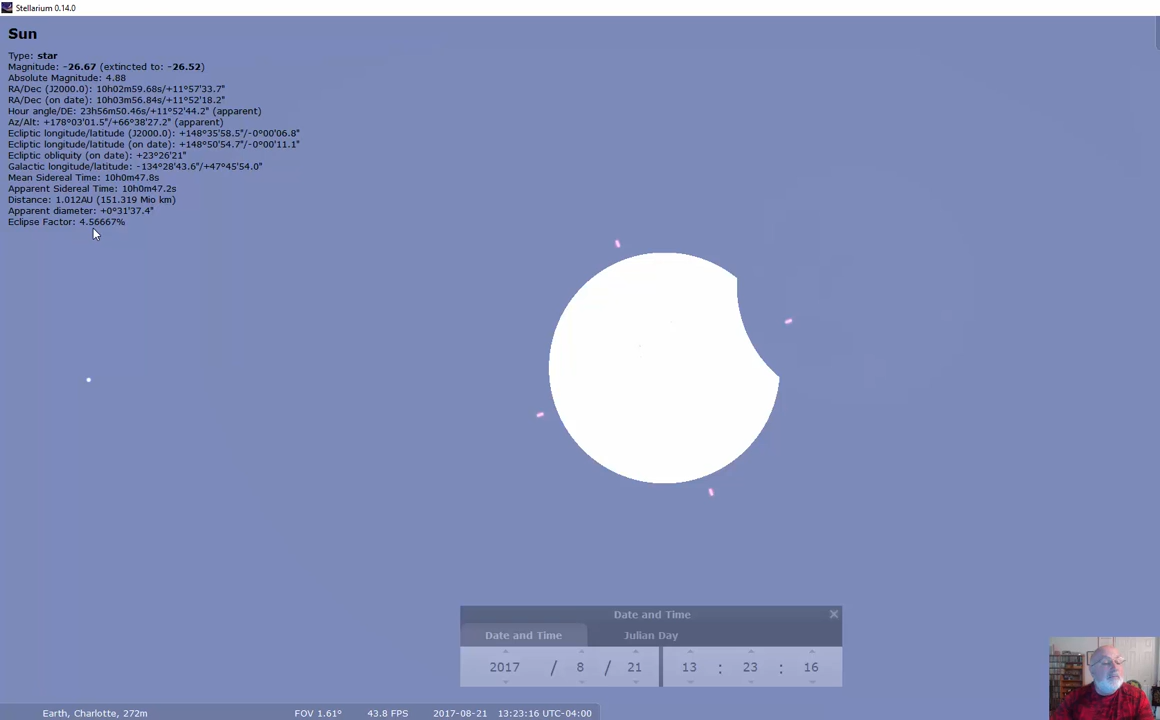 Stellarium 0.14.0
Sun
Type: star
Magnitude: -26.67 (extincted to: -26.52)
Absolute Magnitude: 4.88
RA/Dec (J2000.0): 10h02m59.68s/+11°57'33.7"
RA/Dec (on date): 10h03m56.84s/+11°52'18.2"
Hour angle/DE: 23h56m50.46s/+11°52'44.2" (apparent)
Az/Alt: +178°03'01.5"/+66°38'27.2" (apparent)
Ecliptic longitude/latitude (J2000.0): +148°35'58.5"/-0°00'06.8"
Ecliptic longitude/latitude (on date): +148°50'54.7"/-0°00'11.1"
Ecliptic obliquity (on date): +23°26'21"
Galactic longitude/latitude: -134°28'43.6"/+47°45'54.0"
Mean Sidereal Time: 10h0m47.8s
Apparent Sidereal Time: 10h0m47.2s
Distance: 1.012AU (151.319 Mio km)
Apparent diameter: +0°31'37.4"
Eclipse Factor: 4.56667%
Date and Time
Date and Time Julian Day
2017 / 8 / 21 13 : 23 : 16
Earth, Charlotte, 272m FOV 1.61° 43.8 FPS 2017-08-21 13:23:16 UTC-04:00